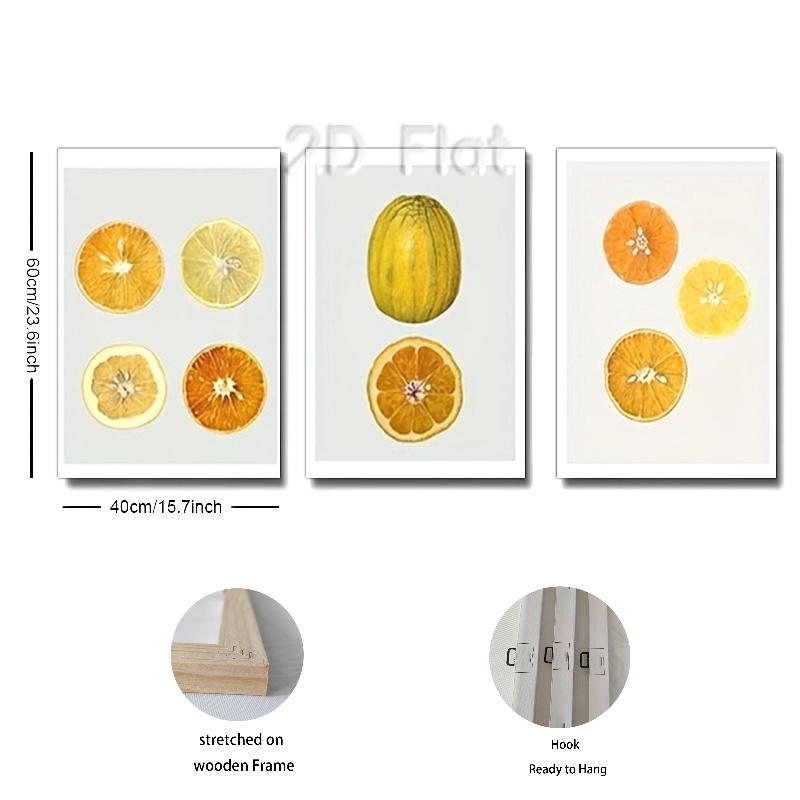 2D Flat
60cm/23.6inch
40cm/15.7inch
stretched on
wooden Frame
Hook
Ready to Hang